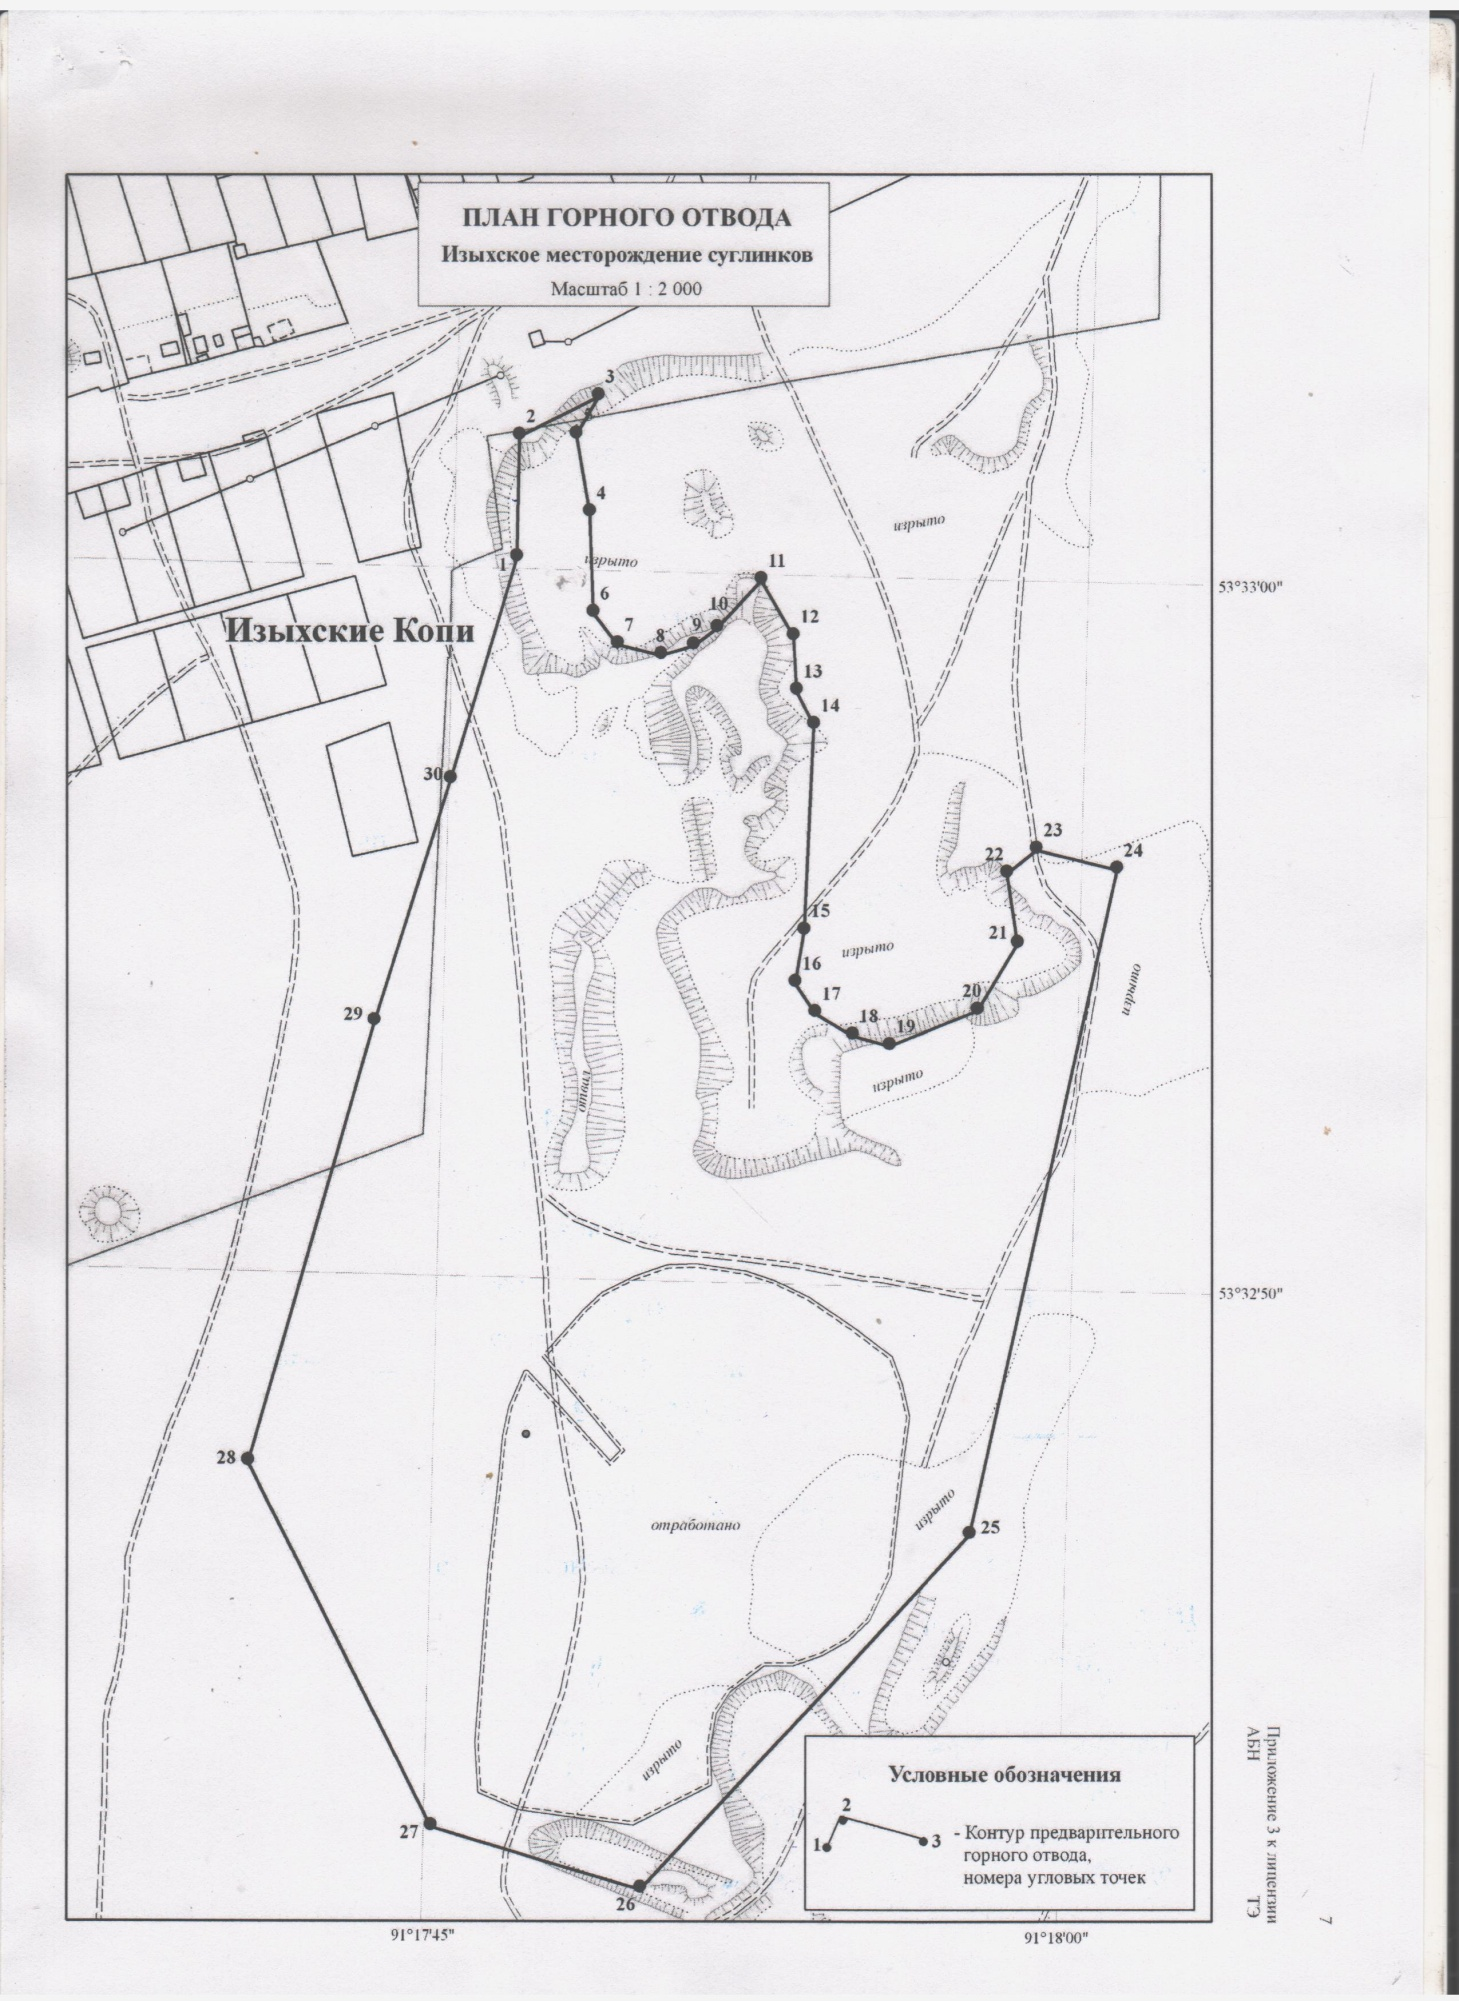 ПЛАН ГОРНОГО ОТВОДА
Изыхское месторождение суглинков
Масштаб 1 : 2 000
3
2
5
4
изрыто
1
изрыто
11
53°33'00"
6
10
12
Изыхские Копи
7
8
9
13
14
30
23
22
24
15
21
изрыто
16
изрыто
17
20
29
18
19
изрыто
отвал
53°32'50"
28
отработано
изрыто
25
изрыто
27
26
Условные обозначения
1
2
3
- Контур предварительного
горного отвода,
номера угловых точек
91°17'45"
91°18'00"
Приложение 3 к лицензии
АБН ТЭ
7